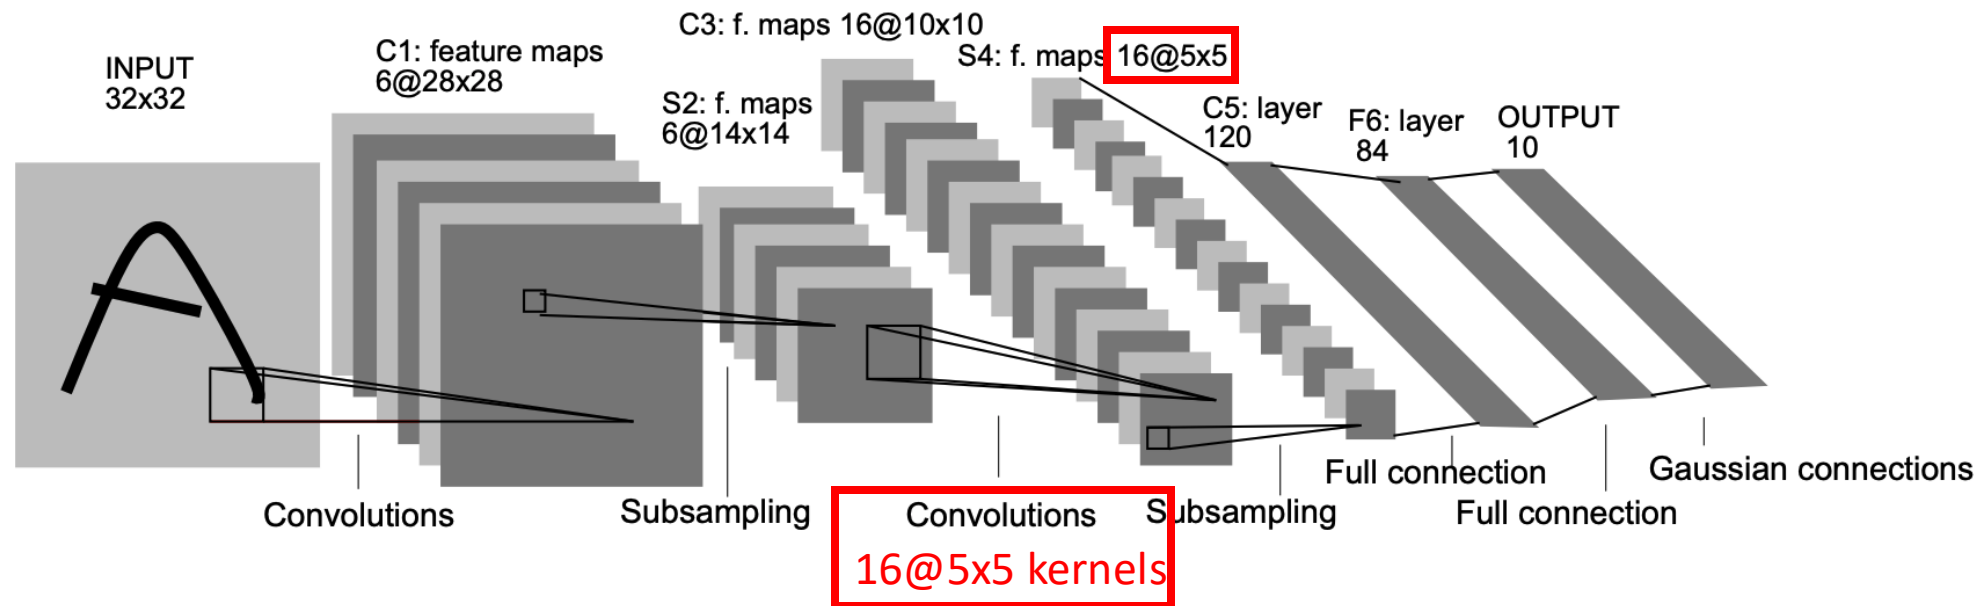 INPUT
32x32
C1: feature maps
6@28x28
S2: f. maps
6@14x14
C3: f. maps 16@10x10
S4: f. maps 16@5x5
C5: layer
120
F6: layer
84
OUTPUT
10
Convolutions
Subsampling
Convolutions
16@5x5 kernels
Subsampling
Full connection
Full connection
Gaussian connections